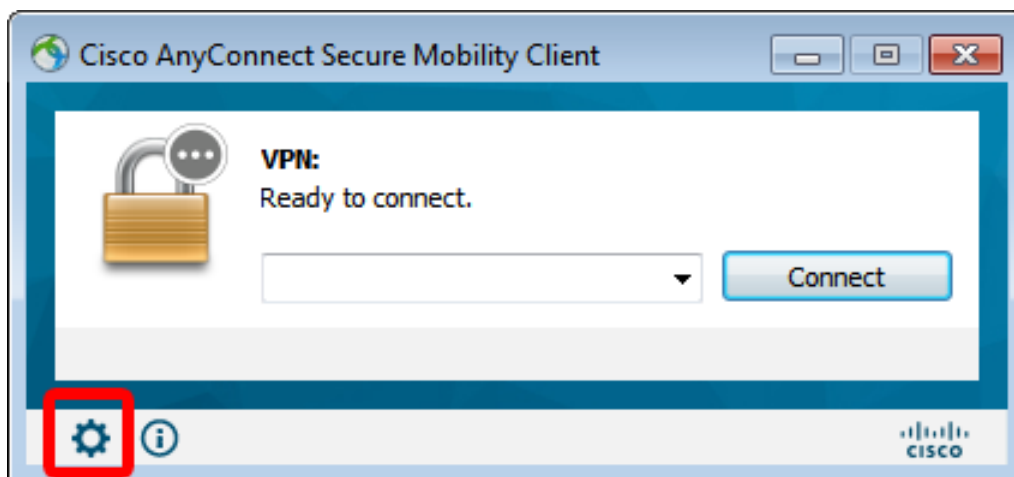 Cisco AnyConnect Secure Mobility Client
VPN:
Ready to connect.
Connect
CISCO